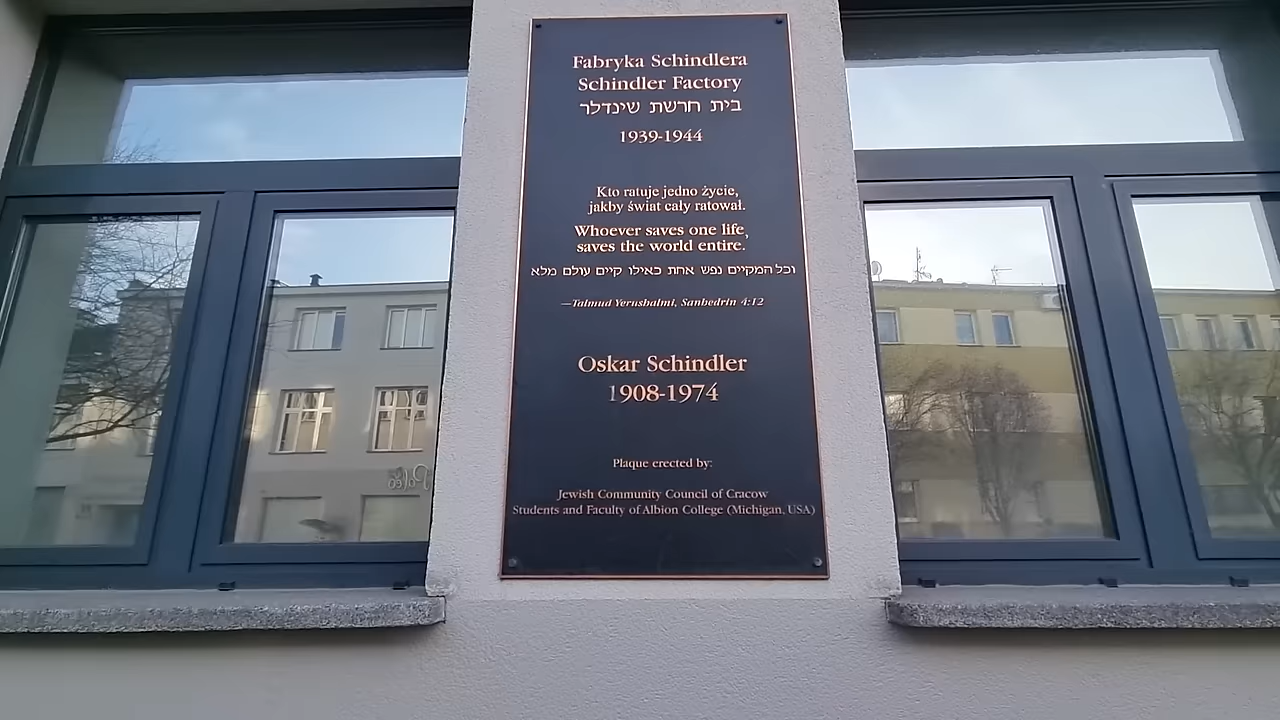 Fabryka Schindlera
Schindler Factory
בית חרשת שינדלר
1939-1944
Kto ratuje jedno życie,
jakby świat cały ratował.
Whoever saves one life,
saves the world entire.
וכל המקיים נפש אחת כאילו קיים עולם מלא
—Talmud Yerushalmi, Sanhedrin 4:12
Oskar Schindler
1908-1974
Plaque erected by:
Jewish Community Council of Cracow
Students and Faculty of Albion College (Michigan, USA)